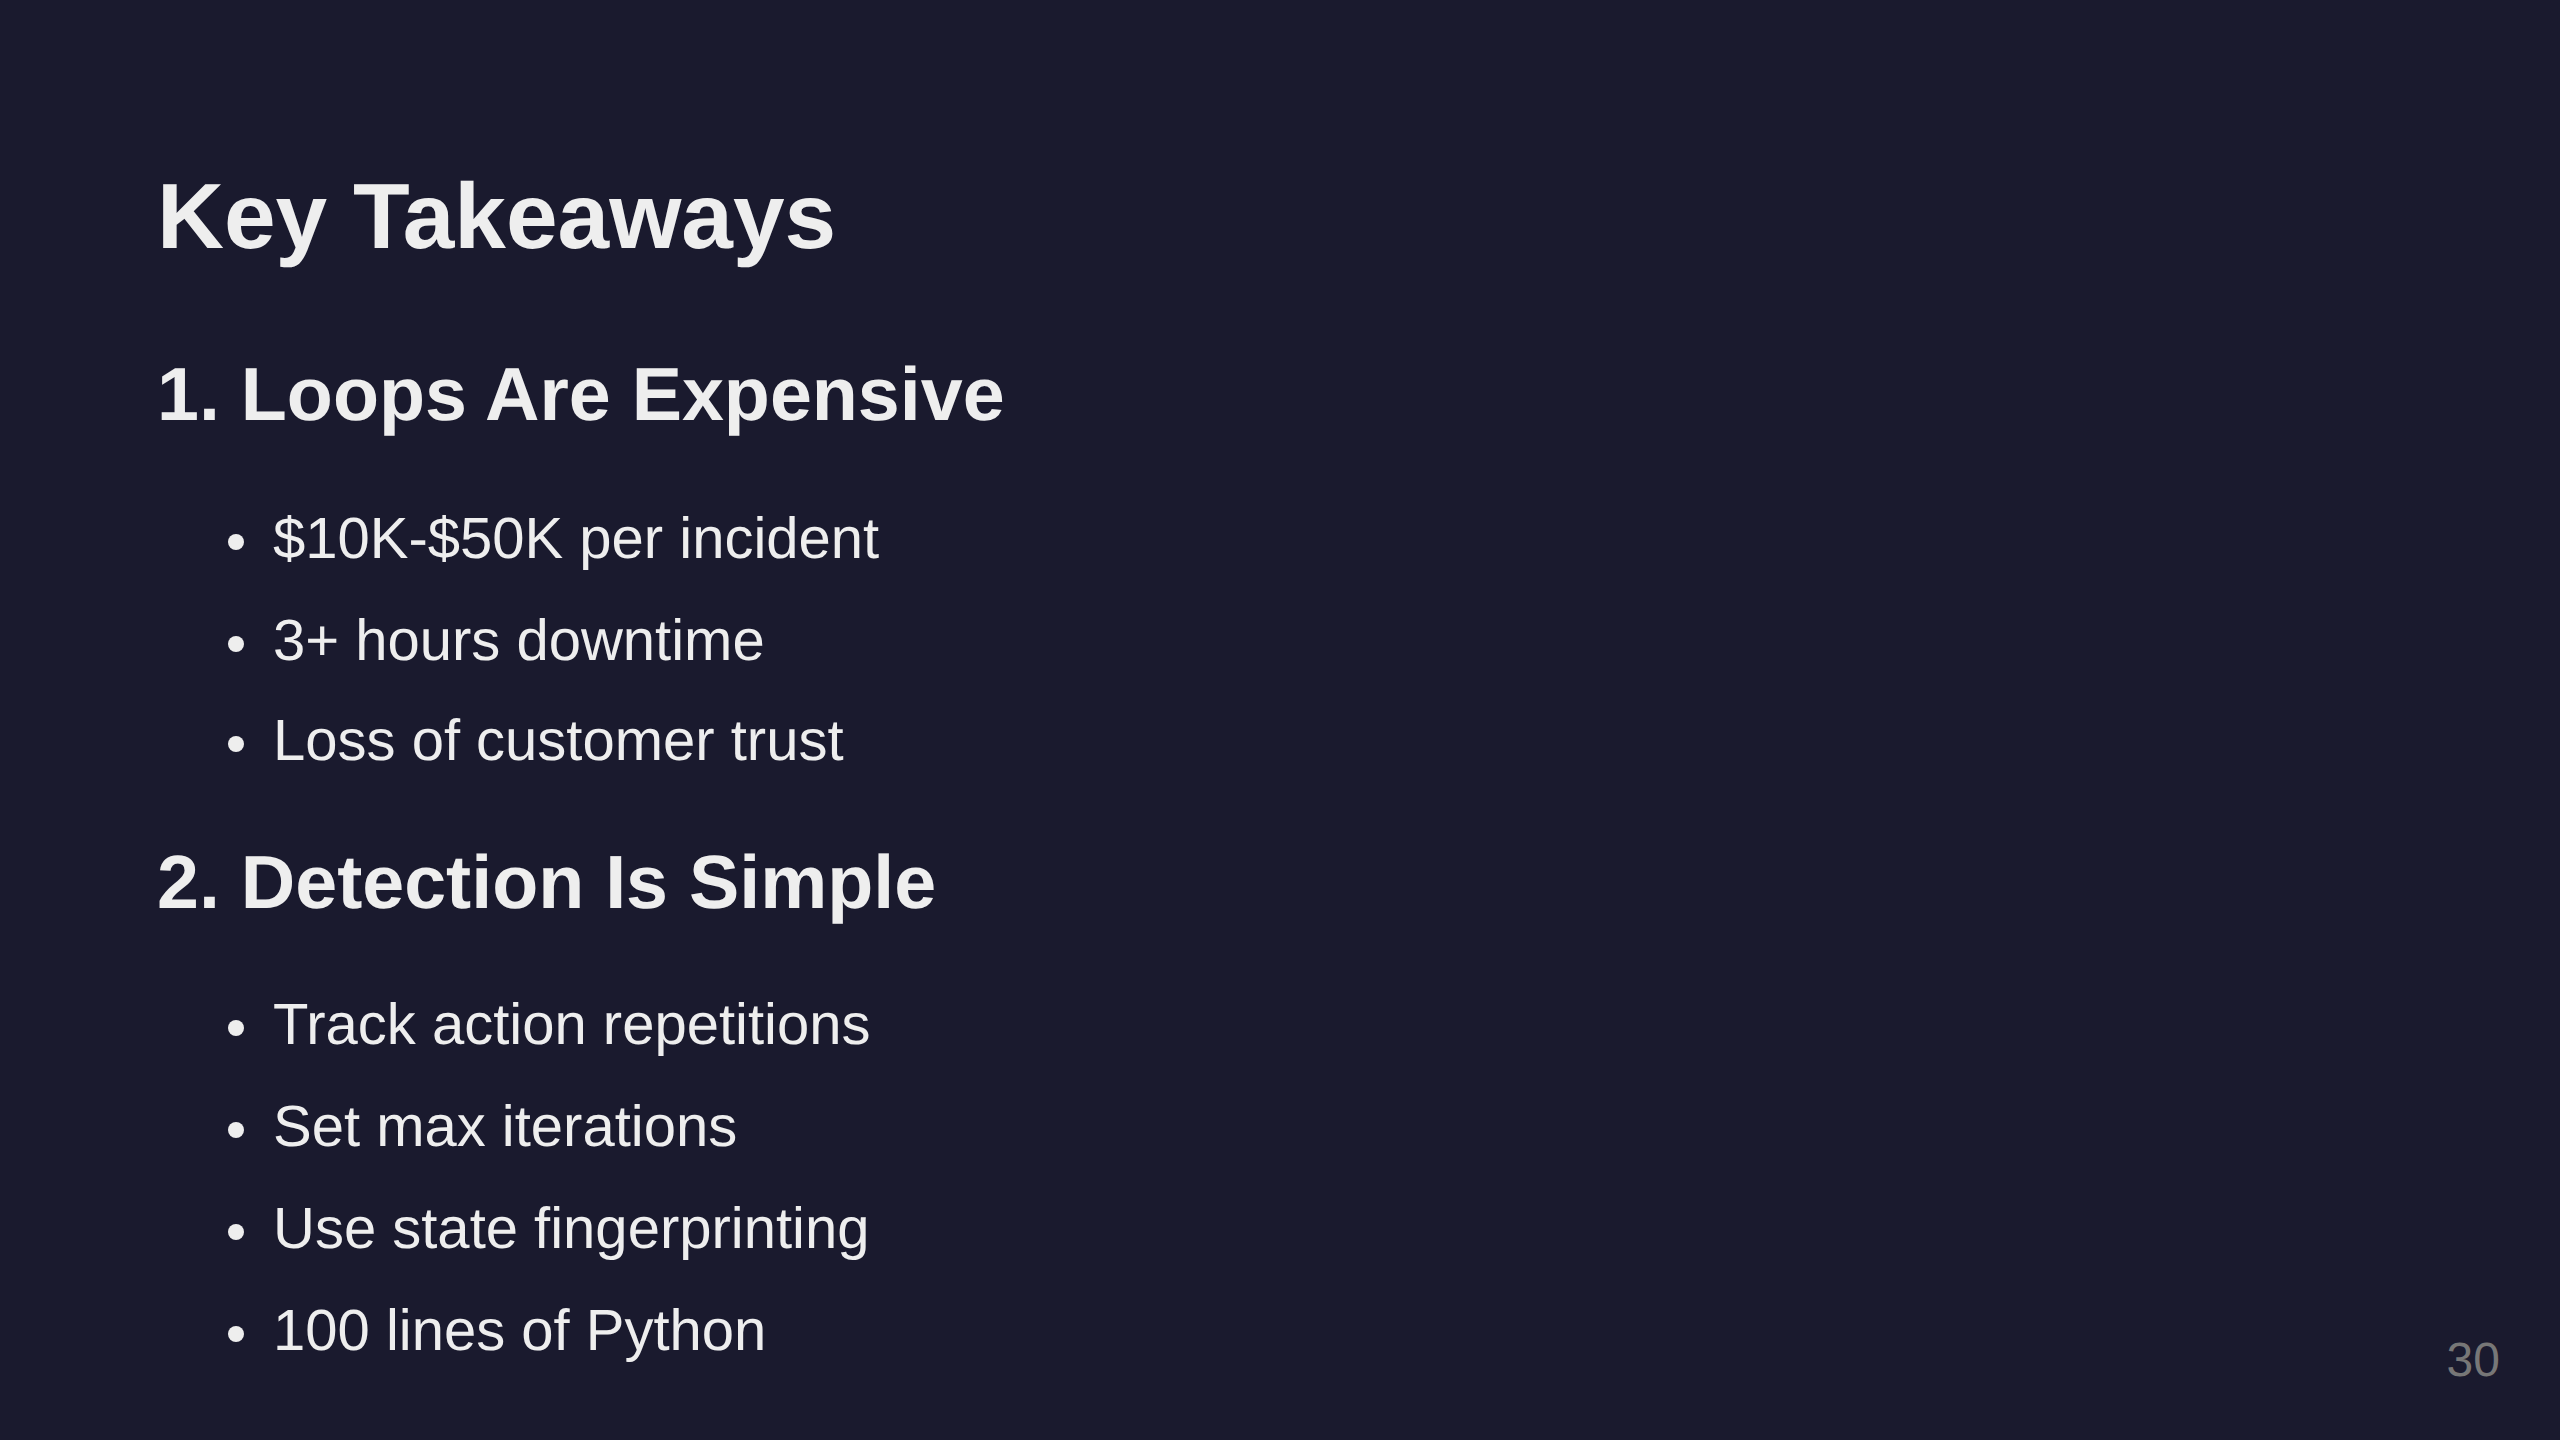 Key Takeaways
1. Loops Are Expensive
• $10K-$50K per incident
• 3+ hours downtime
• Loss of customer trust
2. Detection Is Simple
• Track action repetitions
• Set max iterations
• Use state fingerprinting
• 100 lines of Python
30